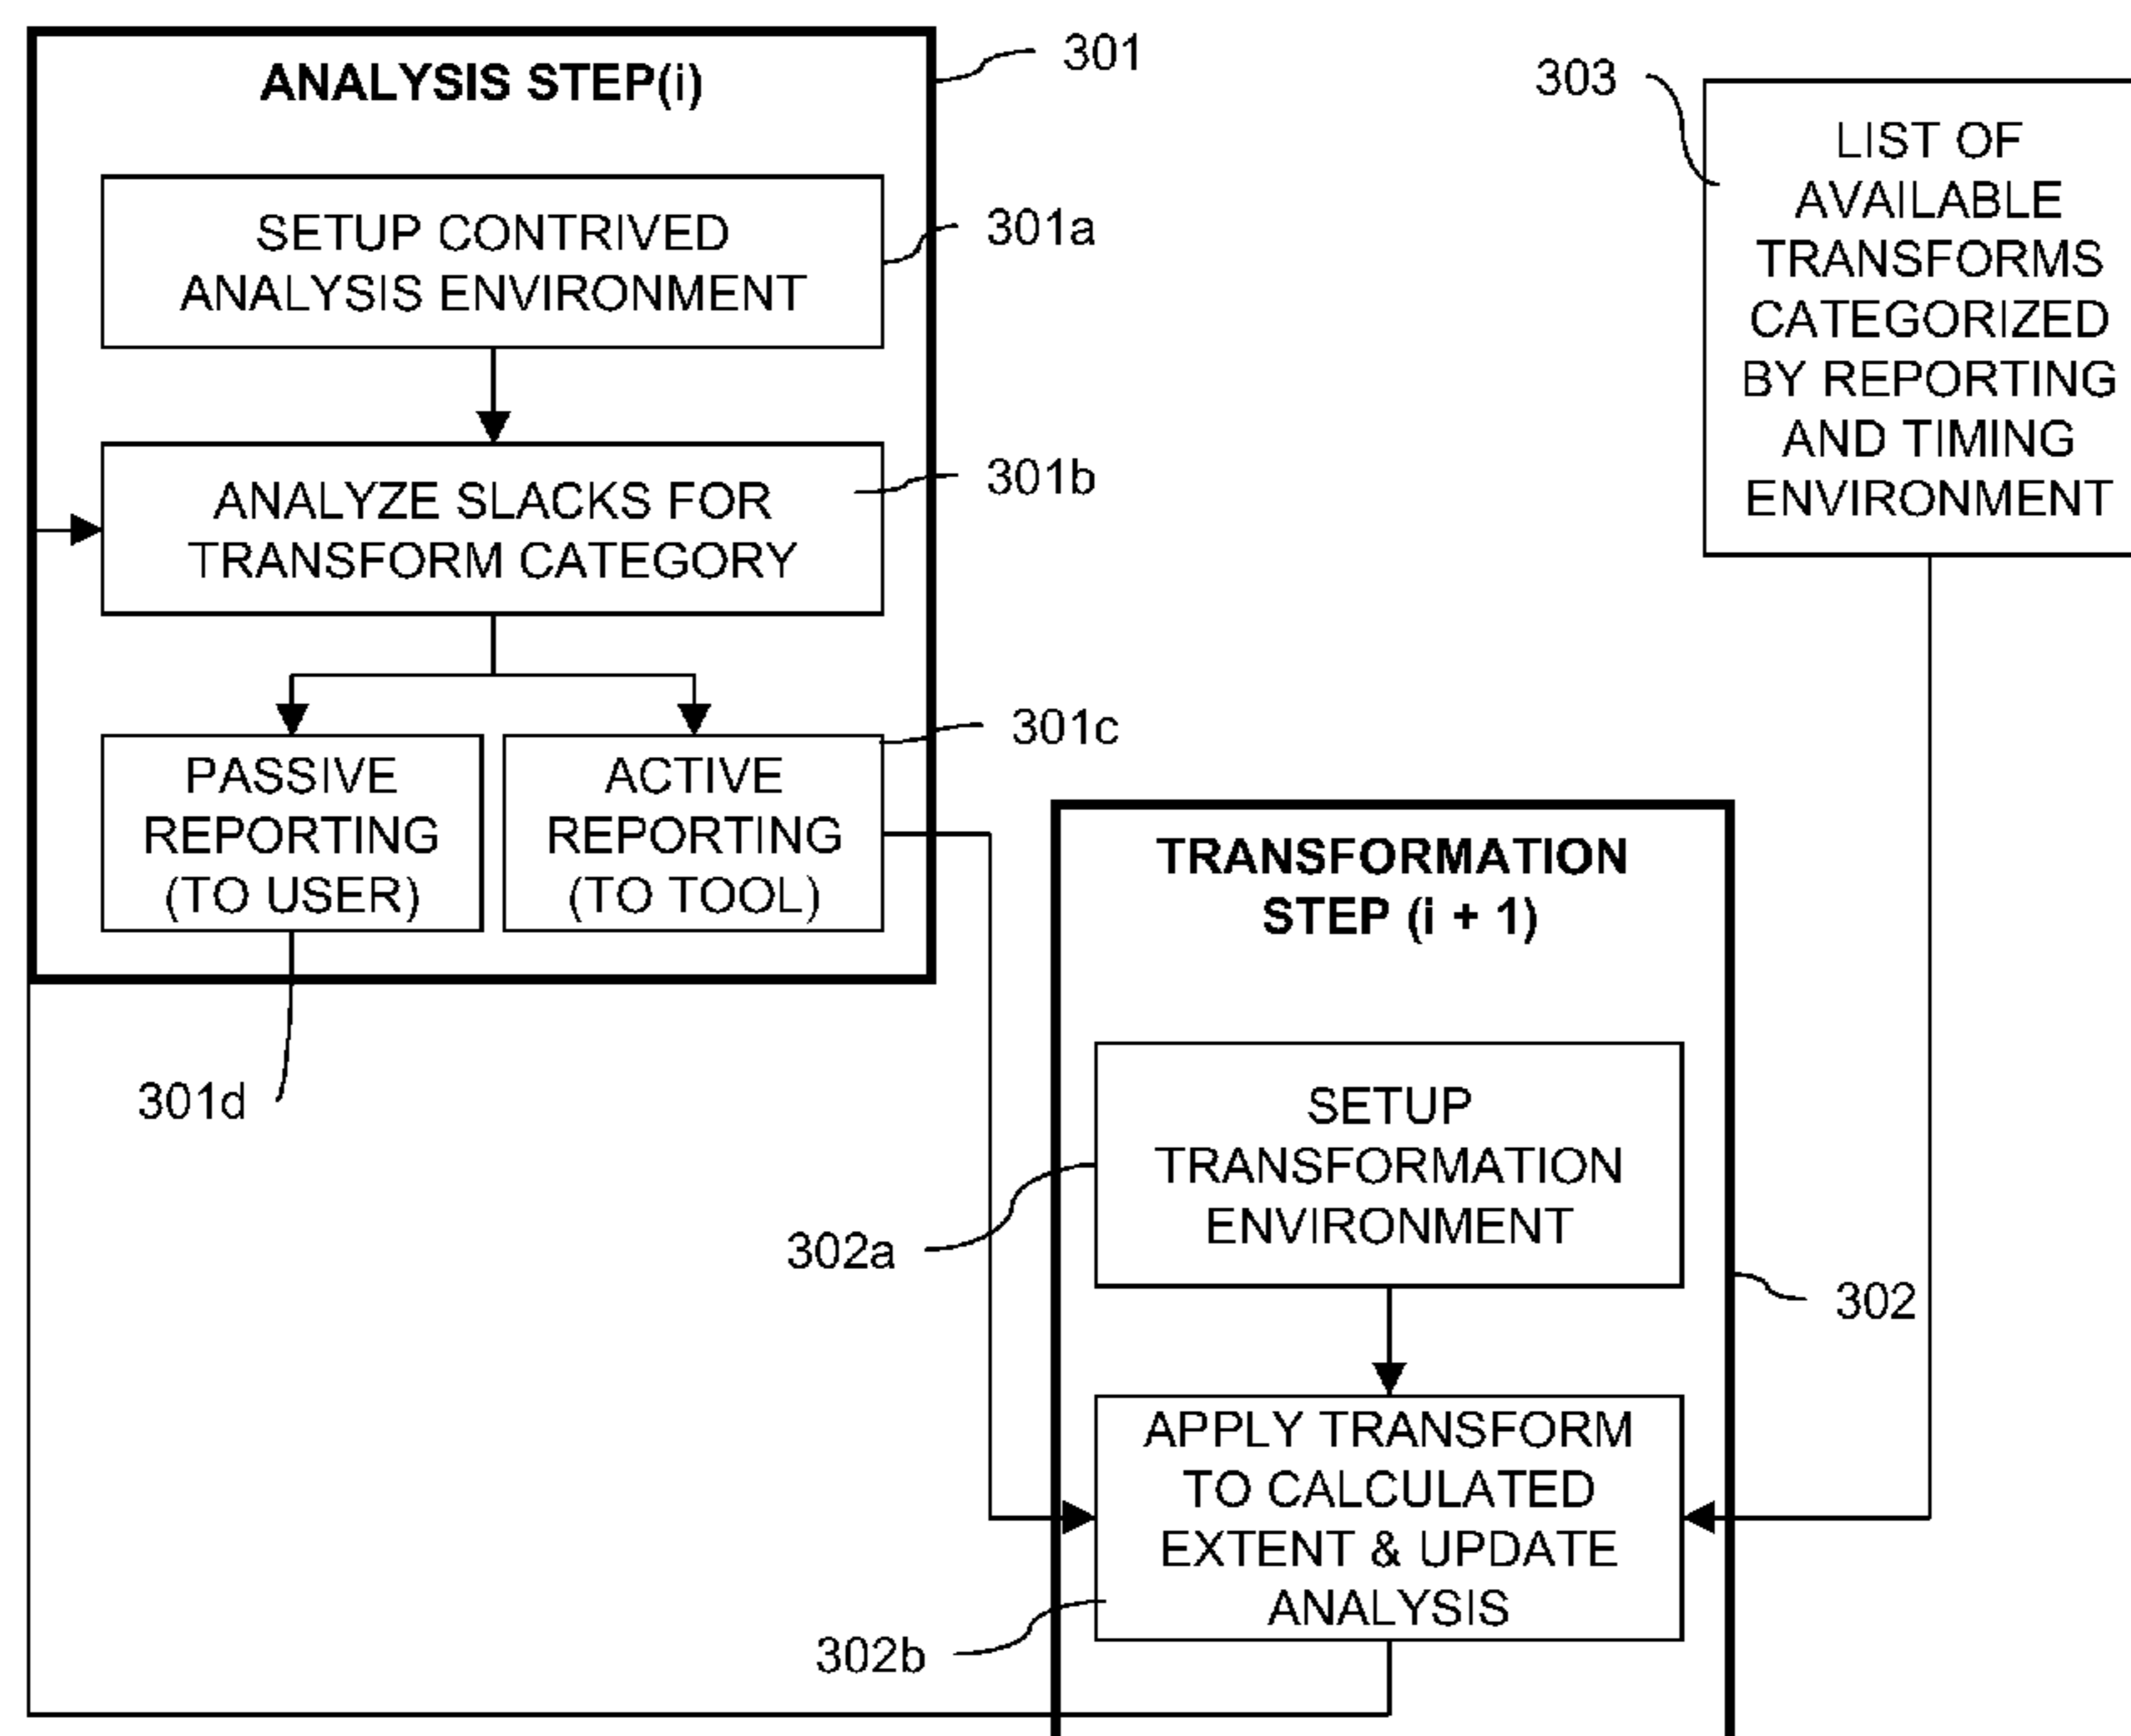 ANALYSIS STEP(i)
301
SETUP CONTRIVED
ANALYSIS ENVIRONMENT
301a
ANALYZE SLACKS FOR
TRANSFORM CATEGORY
301b
PASSIVE
REPORTING
(TO USER)
ACTIVE
REPORTING
(TO TOOL)
301c
301d
303
LIST OF
AVAILABLE
TRANSFORMS
CATEGORIZED
BY REPORTING
AND TIMING
ENVIRONMENT
TRANSFORMATION
STEP (i + 1)
SETUP
TRANSFORMATION
ENVIRONMENT
302a
302
APPLY TRANSFORM
TO CALCULATED
EXTENT & UPDATE
ANALYSIS
302b